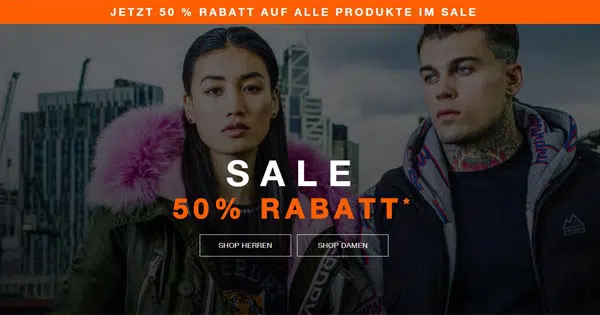 JETZT 50 % RABATT AUF ALLE PRODUKTE IM SALE
SALE
50% RABATT*
SHOP HERREN
SHOP DAMEN